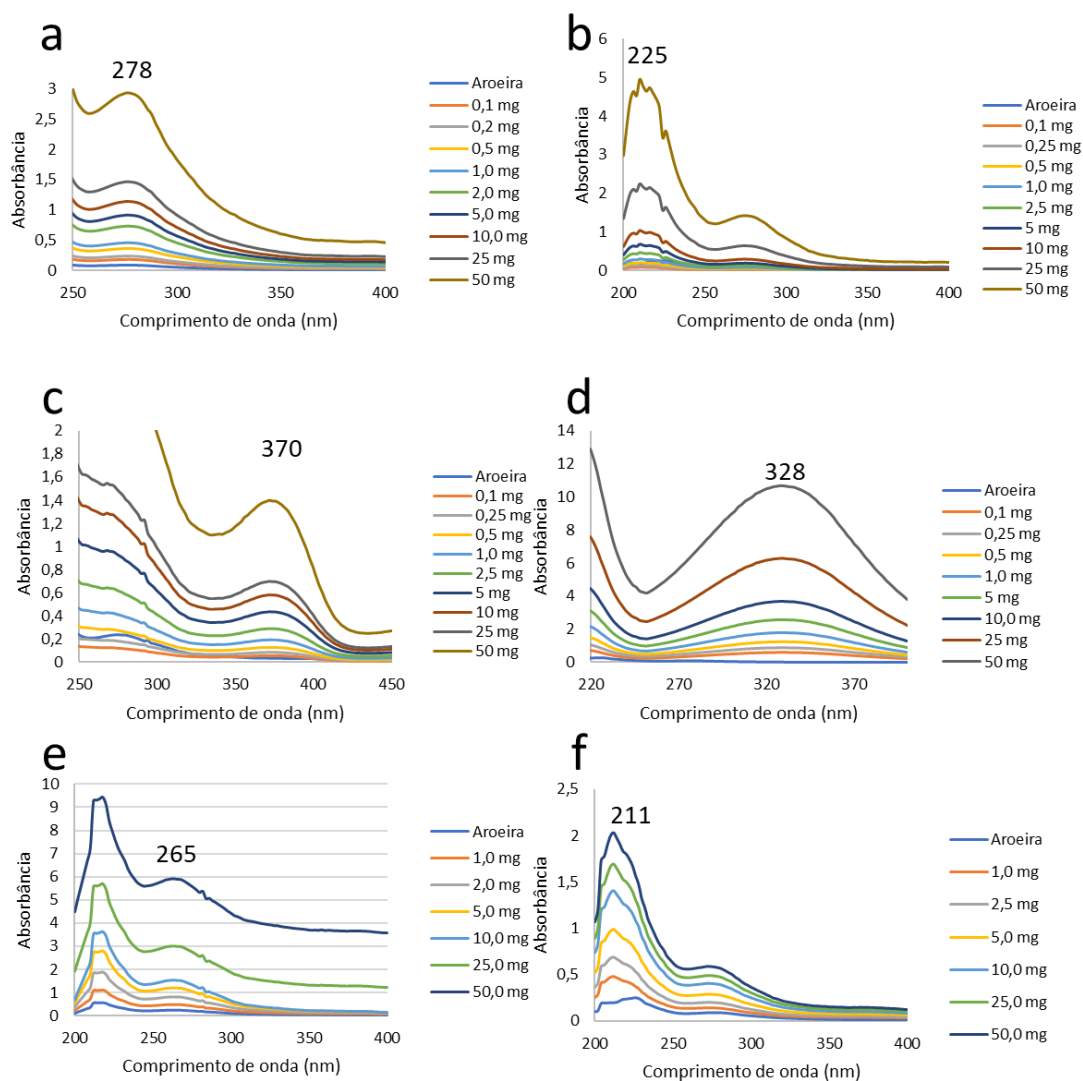 a
278
3
2,5
2
1,5
1
0,5
0
250
300
350
400
Absorbância
Comprimento de onda (nm)
Aroeira
0,1 mg
0,2 mg
0,5 mg
1,0 mg
2,0 mg
5,0 mg
10,0 mg
25 mg
50 mg
b
225
6
5
4
3
2
1
0
200
250
300
350
400
Absorbância
Comprimento de onda (nm)
Aroeira
0,1 mg
0,25 mg
0,5 mg
1,0 mg
2,5 mg
5 mg
10 mg
25 mg
50 mg
c
370
2
1,8
1,6
1,4
1,2
1
0,8
0,6
0,4
0,2
0
250
300
350
400
450
Absorbância
Comprimento de onda (nm)
Aroeira
0,1 mg
0,25 mg
0,5 mg
1,0 mg
2,5 mg
5 mg
10 mg
25 mg
50 mg
d
328
14
12
10
8
6
4
2
0
220
270
320
370
Absorbância
Comprimento de onda (nm)
Aroeira
0,1 mg
0,25 mg
0,5 mg
1,0 mg
5 mg
10,0 mg
25 mg
50 mg
e
265
10
9
8
7
6
5
4
3
2
1
0
200
250
300
350
400
Absorbância
Comprimento de onda (nm)
Aroeira
1,0 mg
2,0 mg
5,0 mg
10,0 mg
25,0 mg
50,0 mg
f
211
2,5
2
1,5
1
0,5
0
200
250
300
350
400
Absorbância
Comprimento de onda (nm)
Aroeira
1,0 mg
2,5 mg
5,0 mg
10,0 mg
25,0 mg
50,0 mg